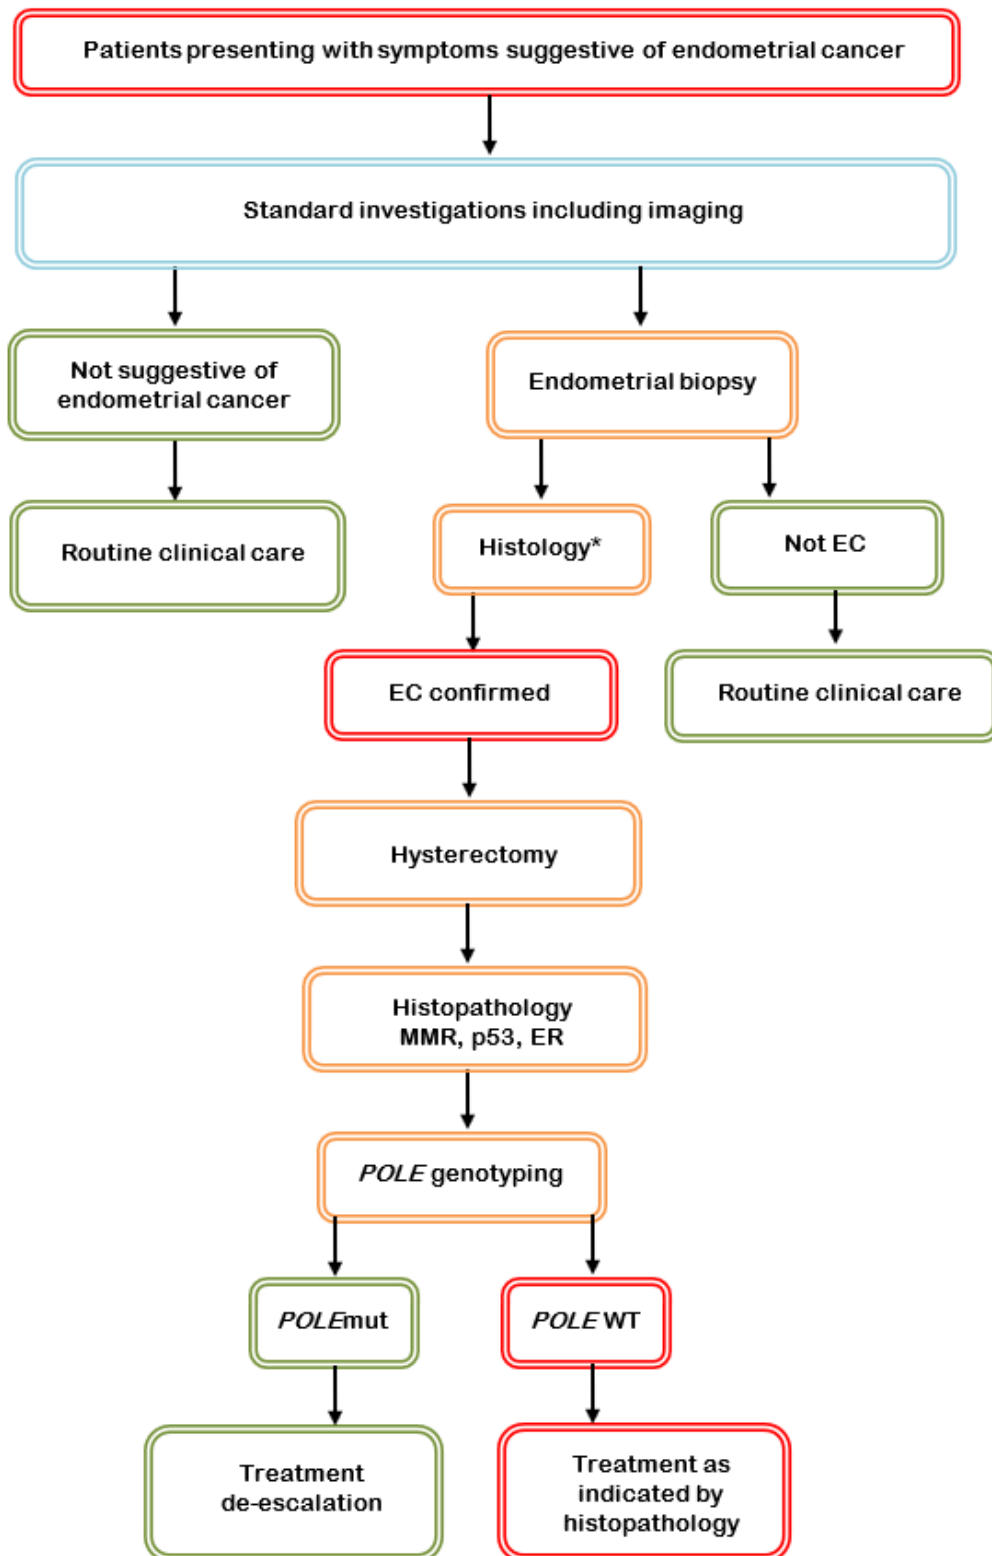 Patients presenting with symptoms suggestive of endometrial cancer
Standard investigations including imaging
Not suggestive of
endometrial cancer
Endometrial biopsy
Routine clinical care
Histology*
Not EC
EC confirmed
Routine clinical care
Hysterectomy
Histopathology
MMR, p53, ER
POLE genotyping
POLEmut
POLE WT
Treatment
de-escalation
Treatment as
indicated by
histopathology